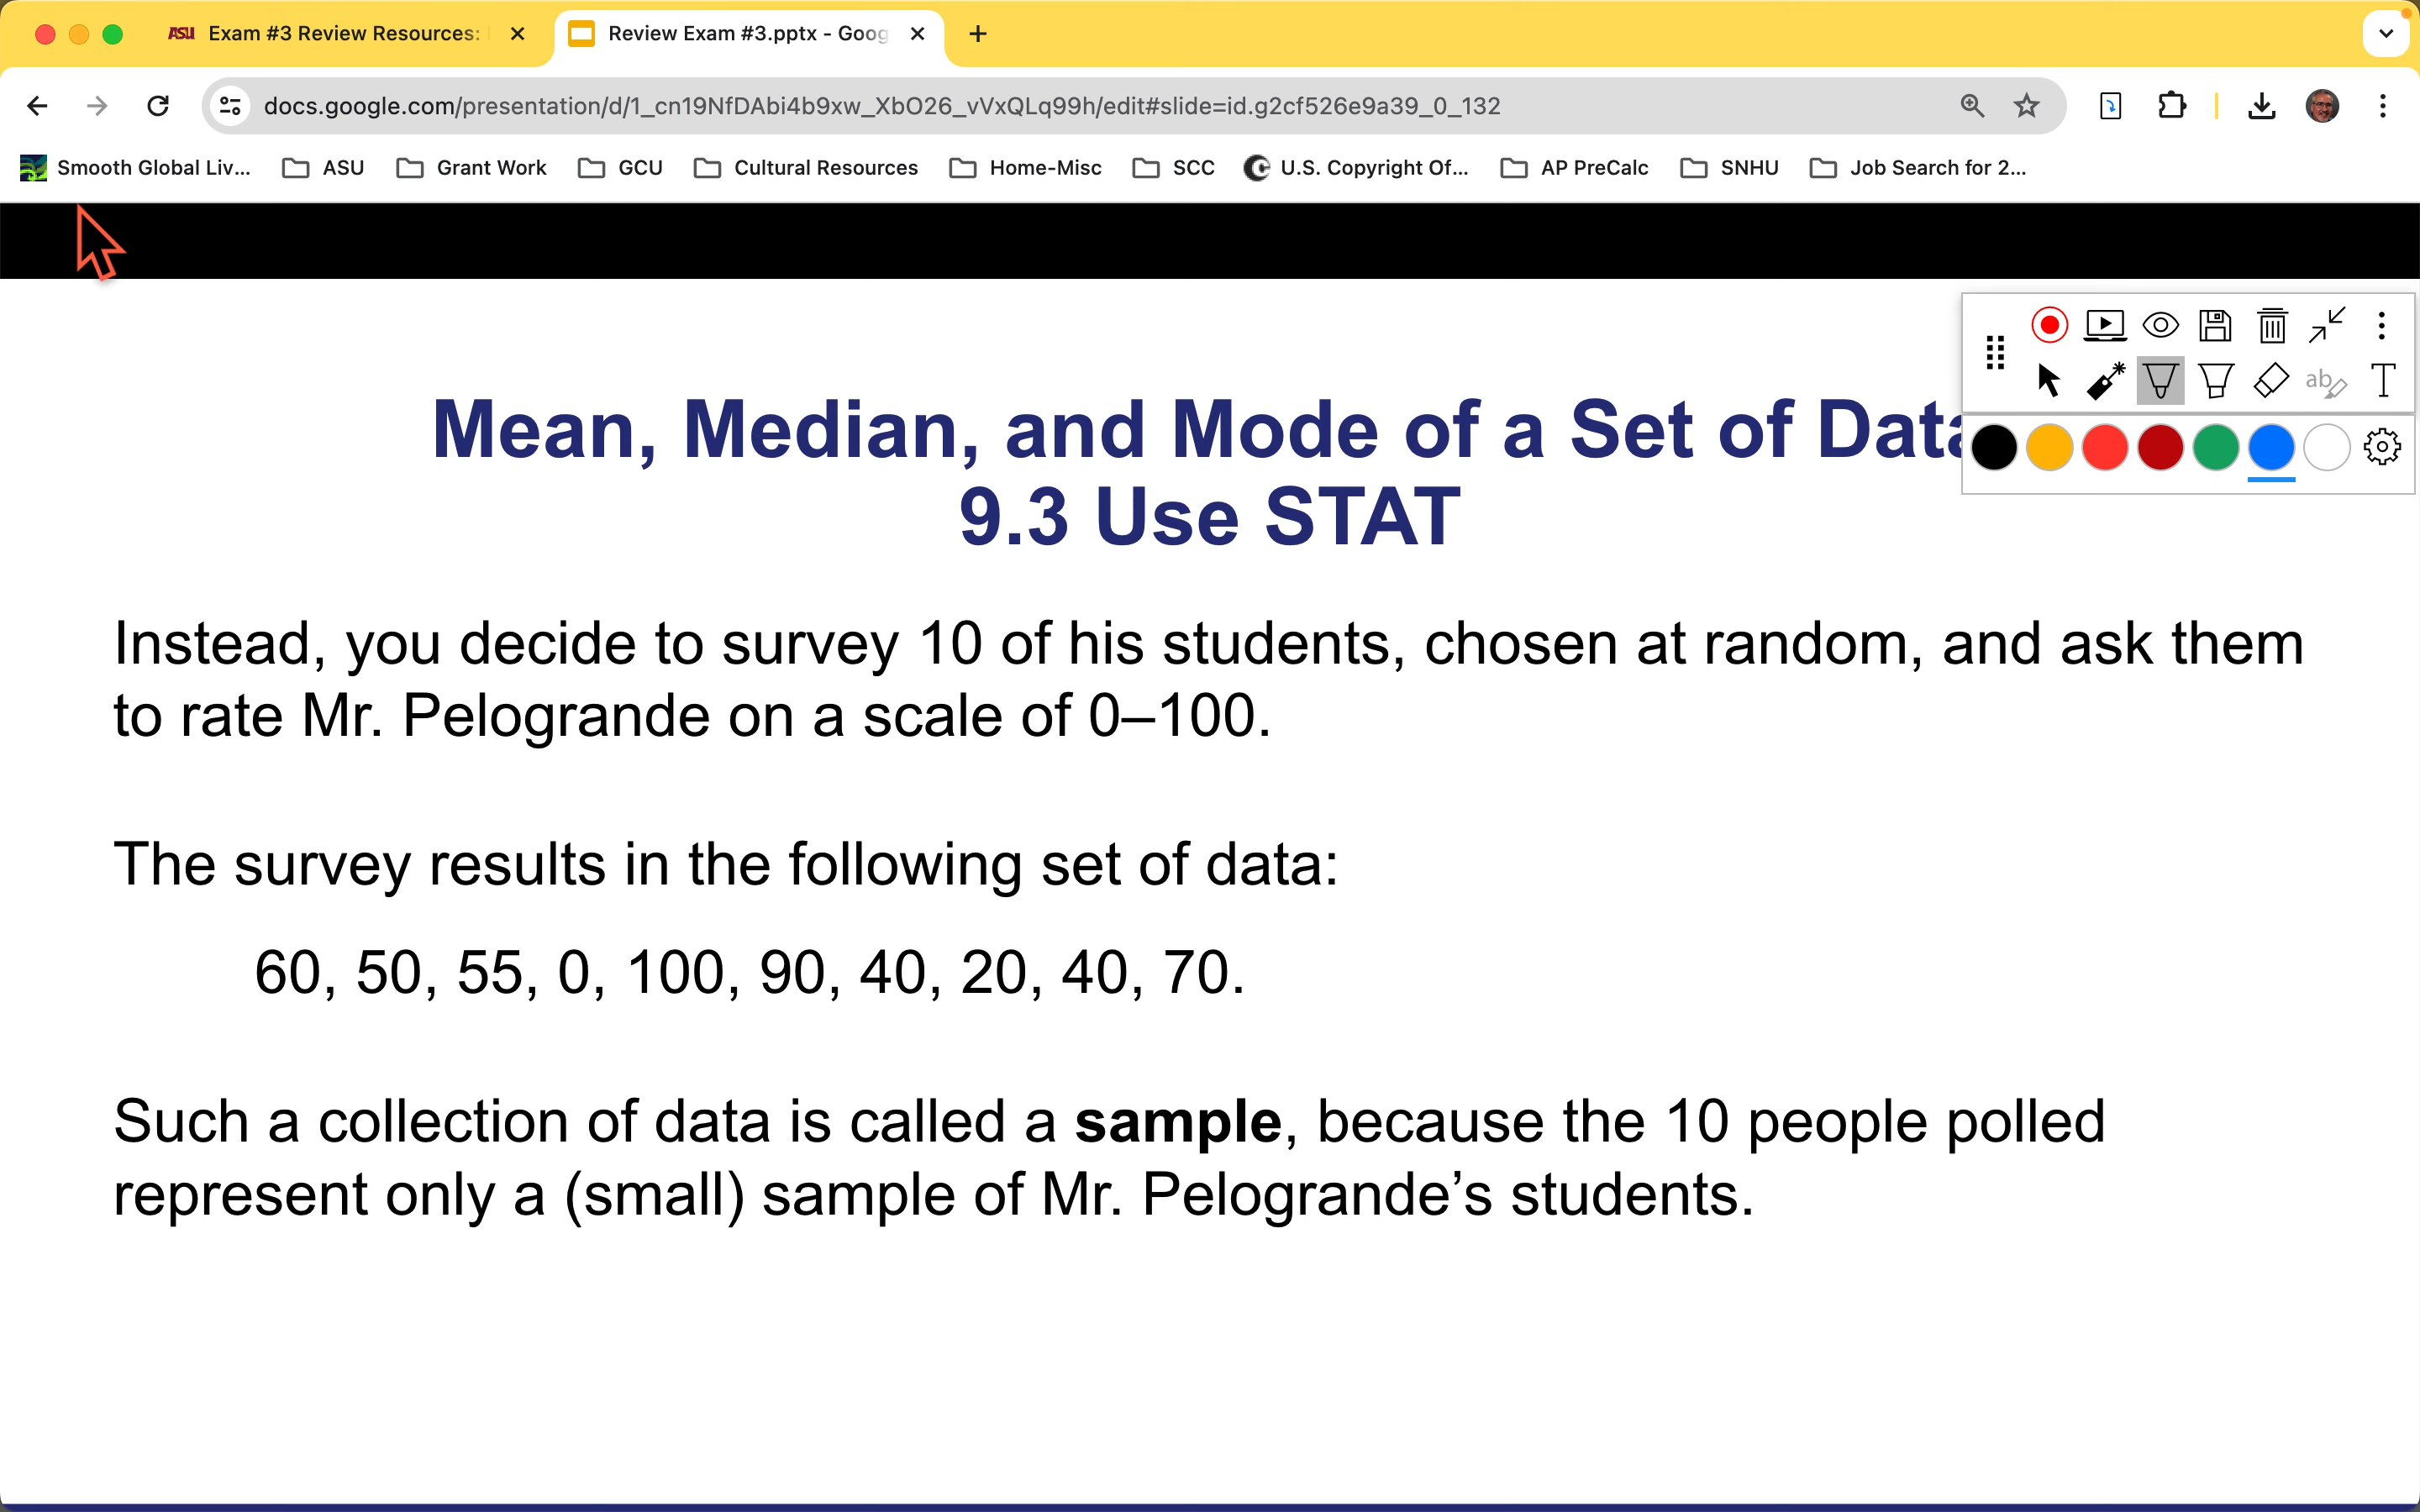 ASU Exam #3 Review Resources:
Review Exam #3.pptx - Goog
docs.google.com/presentation/d/1_cn19NfDAbi4b9xw_XbO26_vVxQLq99h/edit#slide=id.g2cf526e9a39_0_132
Smooth Global Liv... ASU Grant Work GCU Cultural Resources Home-Misc SCC U.S. Copyright Of... AP PreCalc SNHU Job Search for 2...
ab T
Mean, Median, and Mode of a Set of Data
9.3 Use STAT
Instead, you decide to survey 10 of his students, chosen at random, and ask them
to rate Mr. Pelogrande on a scale of 0–100.
The survey results in the following set of data:
60, 50, 55, 0, 100, 90, 40, 20, 40, 70.
Such a collection of data is called a sample, because the 10 people polled
represent only a (small) sample of Mr. Pelogrande’s students.